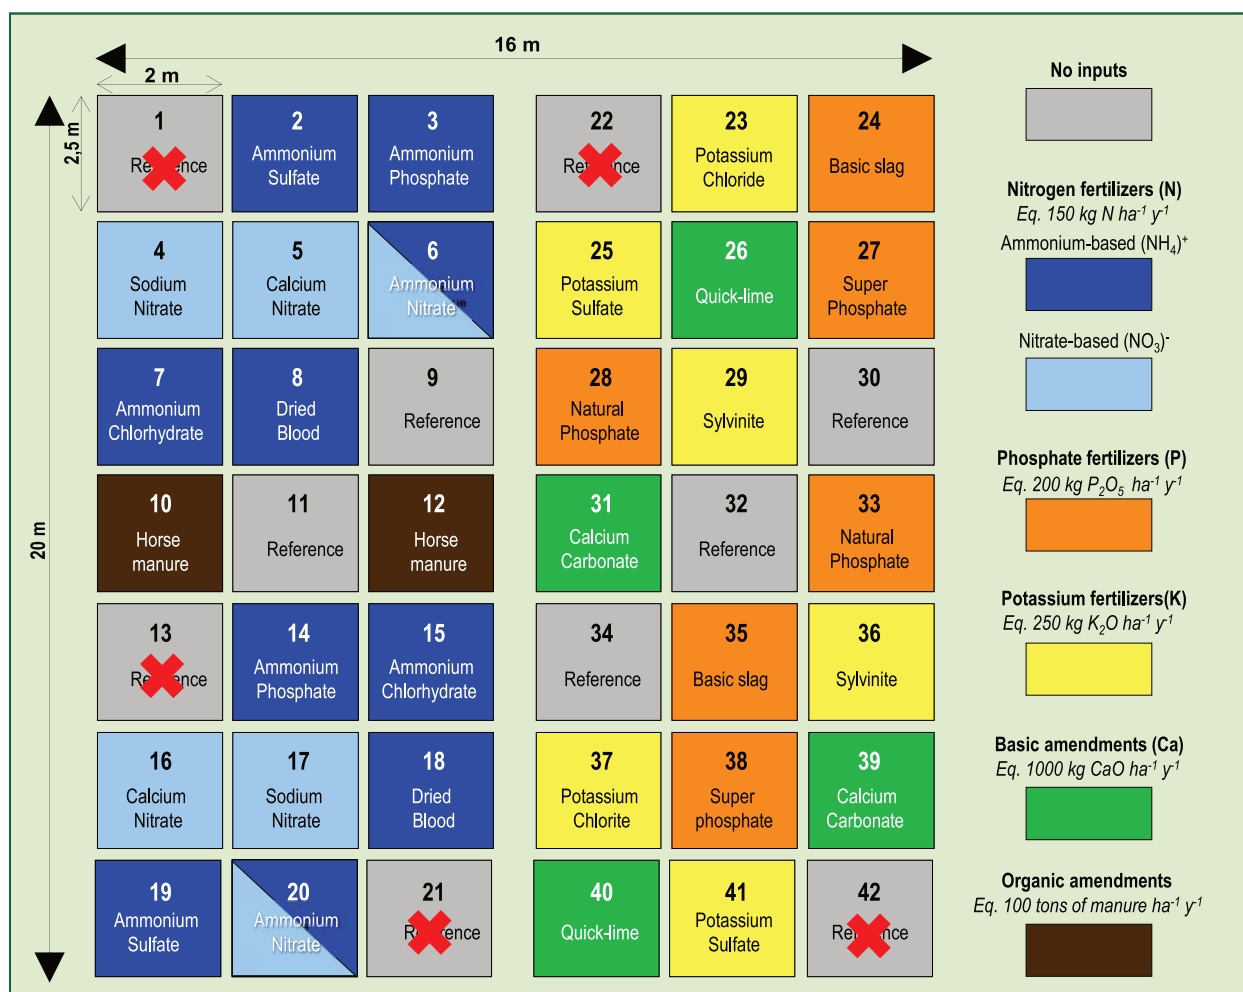 16 m
2 m
2,5 m
20 m
1
Reference
2
Ammonium
Sulfate
3
Ammonium
Phosphate
22
Reference
23
Potassium
Chloride
24
Basic slag
4
Sodium
Nitrate
5
Calcium
Nitrate
6
Ammonium
Nitrate
25
Potassium
Sulfate
26
Quick-lime
27
Super
Phosphate
7
Ammonium
Chlorhydrate
8
Dried
Blood
9
Reference
28
Natural
Phosphate
29
Sylvinite
30
Reference
10
Horse
manure
11
Reference
12
Horse
manure
31
Calcium
Carbonate
32
Reference
33
Natural
Phosphate
13
Reference
14
Ammonium
Phosphate
15
Ammonium
Chlorhydrate
34
Reference
35
Basic slag
36
Sylvinite
16
Calcium
Nitrate
17
Sodium
Nitrate
18
Dried
Blood
37
Potassium
Chlorite
38
Super
phosphate
39
Calcium
Carbonate
19
Ammonium
Sulfate
20
Ammonium
Nitrate
21
Reference
40
Quick-lime
41
Potassium
Sulfate
42
Reference
No inputs
Nitrogen fertilizers (N)
Eq. 150 kg N ha⁻¹ y⁻¹
Ammonium-based (NH₄)⁺
Nitrate-based (NO₃)⁻
Phosphate fertilizers (P)
Eq. 200 kg P₂O₅ ha⁻¹ y⁻¹
Potassium fertilizers(K)
Eq. 250 kg K₂O ha⁻¹ y⁻¹
Basic amendments (Ca)
Eq. 1000 kg CaO ha⁻¹ y⁻¹
Organic amendments
Eq. 100 tons of manure ha⁻¹ y⁻¹